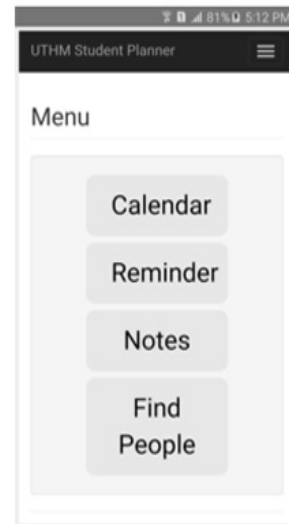 81% 5:12 PM
UTHM Student Planner
Menu
Calendar
Reminder
Notes
Find
People